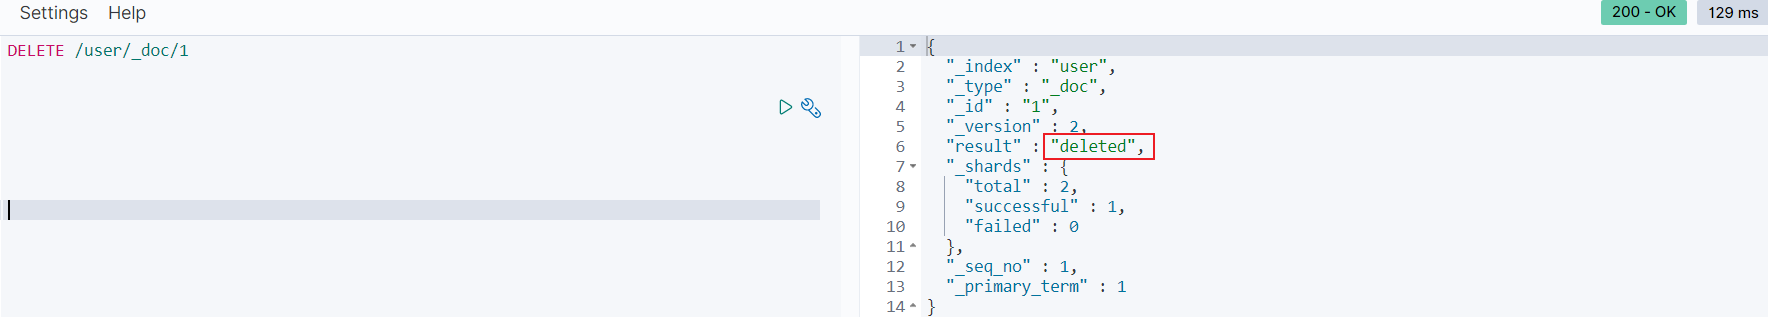 Settings Help
200 - OK 129 ms
DELETE /user/_doc/1
1 {
2 "_index" : "user",
3 "_type" : "_doc",
4 "_id" : "1",
5 "_version" : 2,
6 "result" : "deleted",
7 "_shards" : {
8 "total" : 2,
9 "successful" : 1,
10 "failed" : 0
11 },
12 "_seq_no" : 1,
13 "_primary_term" : 1
14 }